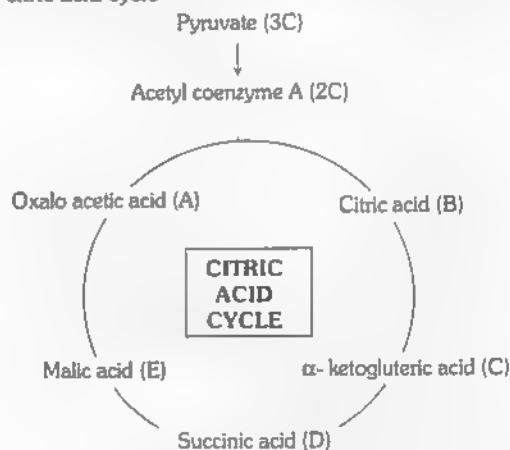 Pyruvate (3C)
Acetyl coenzyme A (2C)
Oxalo acetic acid (A)
Citric acid (B)
CITRIC
ACID
CYCLE
Malic acid (E)
α- ketogluteric acid (C)
Succinic acid (D)